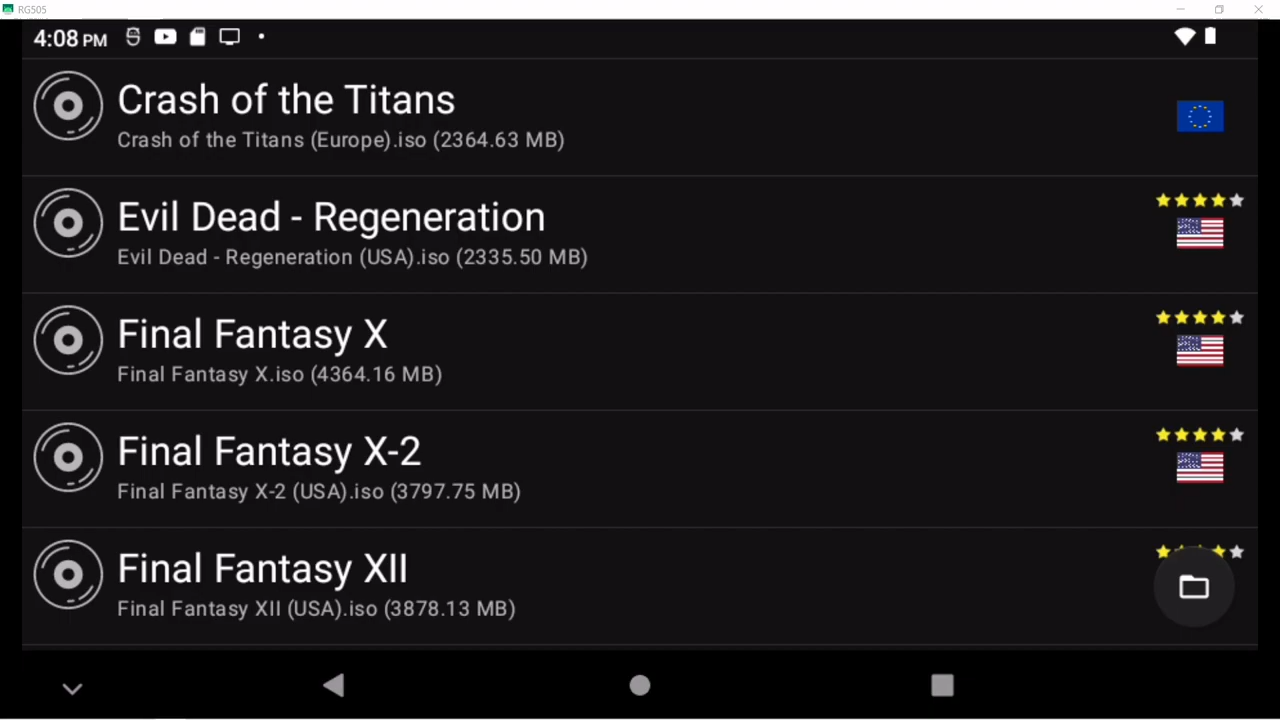 RG505
4:08 PM
Crash of the Titans
Crash of the Titans (Europe).iso (2364.63 MB)
Evil Dead - Regeneration
Evil Dead - Regeneration (USA).iso (2335.50 MB)
Final Fantasy X
Final Fantasy X.iso (4364.16 MB)
Final Fantasy X-2
Final Fantasy X-2 (USA).iso (3797.75 MB)
Final Fantasy XII
Final Fantasy XII (USA).iso (3878.13 MB)